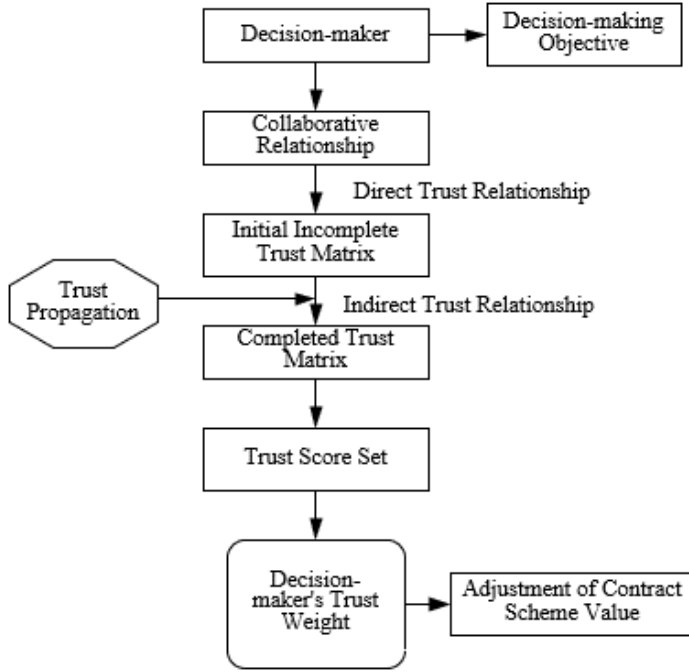 Decision-maker
Decision-making
Objective
Collaborative
Relationship
Direct Trust Relationship
Initial Incomplete
Trust Matrix
Trust
Propagation
Indirect Trust Relationship
Completed Trust
Matrix
Trust Score Set
Decision-
maker's Trust
Weight
Adjustment of Contract
Scheme Value